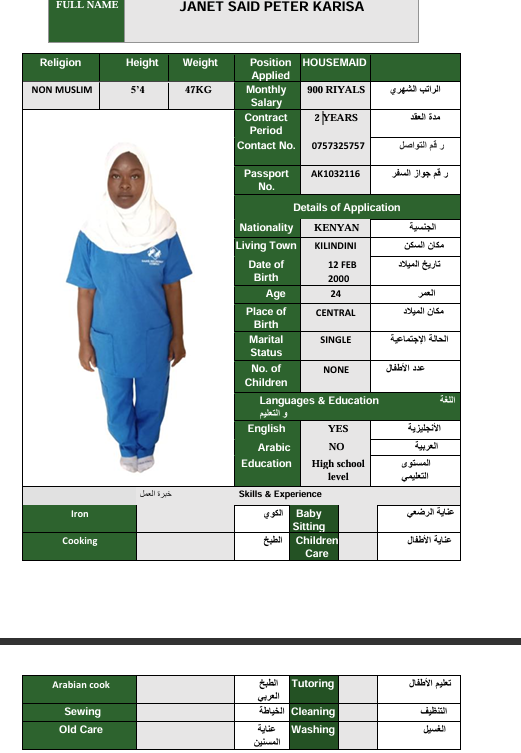 FULL NAME JANET SAID PETER KARISA
Religion Height Weight Position Applied HOUSEMAID
NON MUSLIM 5'4 47KG Monthly Salary 900 RIYALS الراتب الشهري
Contract Period 2 YEARS مدة العقد
Contact No. 0757325757 ر قم التواصل
Passport No. AK1032116 ر قم جواز السفر
Details of Application
Nationality KENYAN الجنسية
Living Town KILINDINI مكان السكن
Date of Birth 12 FEB 2000 تاريخ الميلاد
Age 24 العمر
Place of Birth CENTRAL مكان الميلاد
Marital Status SINGLE الحالة الإجتماعية
No. of Children NONE عدد الأطفال
Languages & Education اللغة
و التعليم
English YES الأنجليزية
Arabic NO العربية
Education High school level المستوى التعليمي
خبرة العمل Skills & Experience
Iron الكوي Baby Sitting عناية الرضعي
Cooking الطبخ Children Care عناية الأطفال
Arabian cook الطبخ العربي Tutoring تعليم الأطفال
Sewing الخياطة Cleaning التنظيف
Old Care عناية المسنين Washing الغسيل